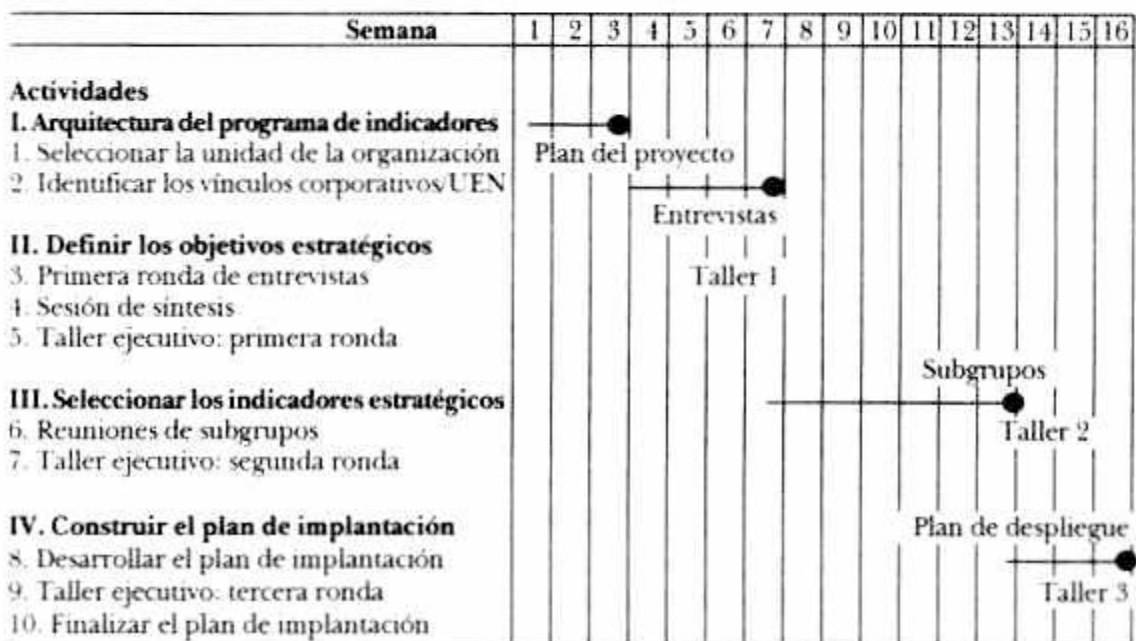 Semana 1 2 3 4 5 6 7 8 9 10 11 12 13 14 15 16
Actividades
I. Arquitectura del programa de indicadores
1. Seleccionar la unidad de la organización Plan del proyecto
2. Identificar los vínculos corporativos/UEN
Entrevistas
II. Definir los objetivos estratégicos
3. Primera ronda de entrevistas Taller 1
4. Sesión de síntesis
5. Taller ejecutivo: primera ronda
Subgrupos
III. Seleccionar los indicadores estratégicos
6. Reuniones de subgrupos Taller 2
7. Taller ejecutivo: segunda ronda
IV. Construir el plan de implantación Plan de despliegue
8. Desarrollar el plan de implantación
9. Taller ejecutivo: tercera ronda Taller 3
10. Finalizar el plan de implantación